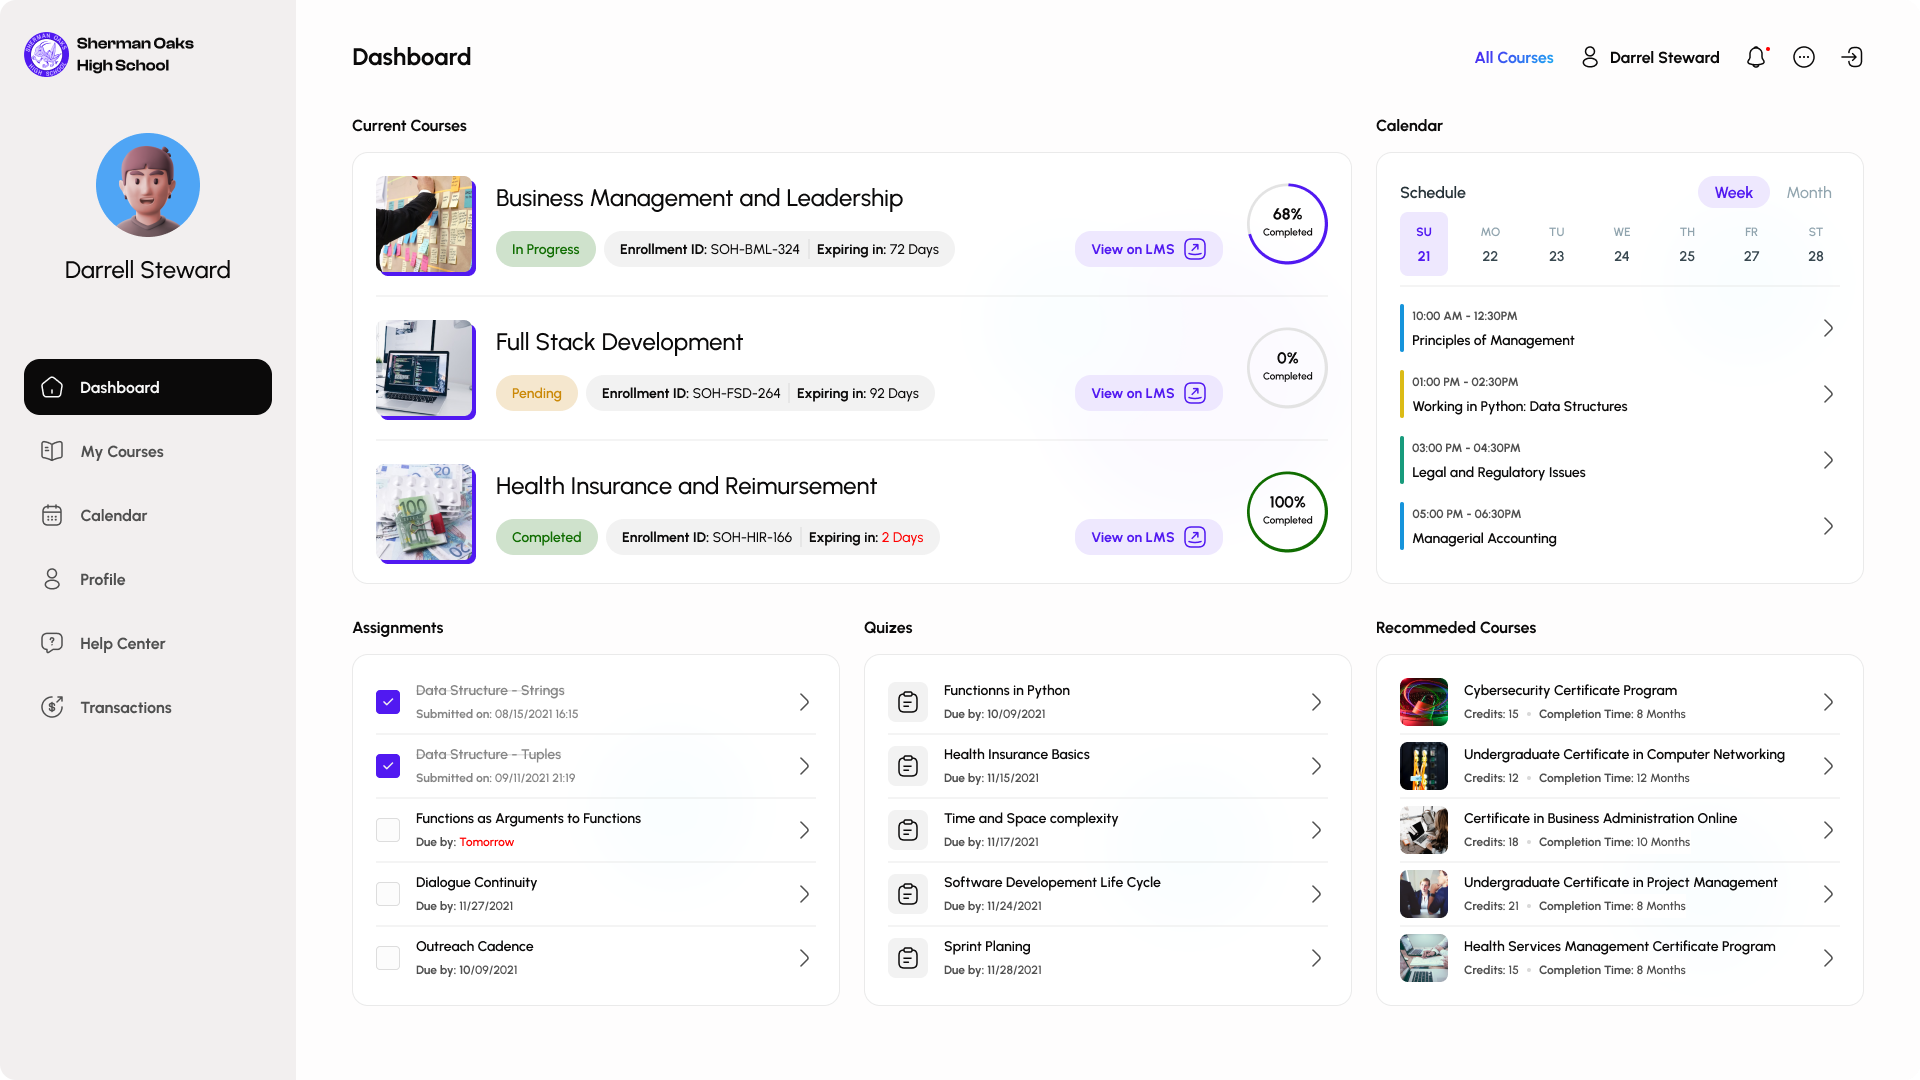 Sherman Oaks
High School
Darrell Steward
Dashboard
My Courses
Calendar
Profile
Help Center
Transactions
Dashboard
All Courses
Darrel Steward
Current Courses
Business Management and Leadership
In Progress
Enrollment ID: SOH-BML-324
Expiring in: 72 Days
View on LMS
68%
Completed
Full Stack Development
Pending
Enrollment ID: SOH-FSD-264
Expiring in: 92 Days
View on LMS
0%
Completed
Health Insurance and Reimursement
Completed
Enrollment ID: SOH-HIR-166
Expiring in: 2 Days
View on LMS
100%
Completed
Calendar
Schedule
Week
Month
SU MO TU WE TH FR ST
21 22 23 24 25 27 28
10:00 AM - 12:30PM
Principles of Management
01:00 PM - 02:30PM
Working in Python: Data Structures
03:00 PM - 04:30PM
Legal and Regulatory Issues
05:00 PM - 06:30PM
Managerial Accounting
Assignments
Data Structure - Strings
Submitted on: 08/15/2021 16:15
Data Structure - Tuples
Submitted on: 09/11/2021 21:19
Functions as Arguments to Functions
Due by: Tomorrow
Dialogue Continuity
Due by: 11/27/2021
Outreach Cadence
Due by: 10/09/2021
Quizes
Functionns in Python
Due by: 10/09/2021
Health Insurance Basics
Due by: 11/15/2021
Time and Space complexity
Due by: 11/17/2021
Software Developement Life Cycle
Due by: 11/24/2021
Sprint Planing
Due by: 11/28/2021
Recommeded Courses
Cybersecurity Certificate Program
Credits: 15 • Completion Time: 8 Months
Undergraduate Certificate in Computer Networking
Credits: 12 • Completion Time: 12 Months
Certificate in Business Administration Online
Credits: 18 • Completion Time: 10 Months
Undergraduate Certificate in Project Management
Credits: 21 • Completion Time: 8 Months
Health Services Management Certificate Program
Credits: 15 • Completion Time: 8 Months